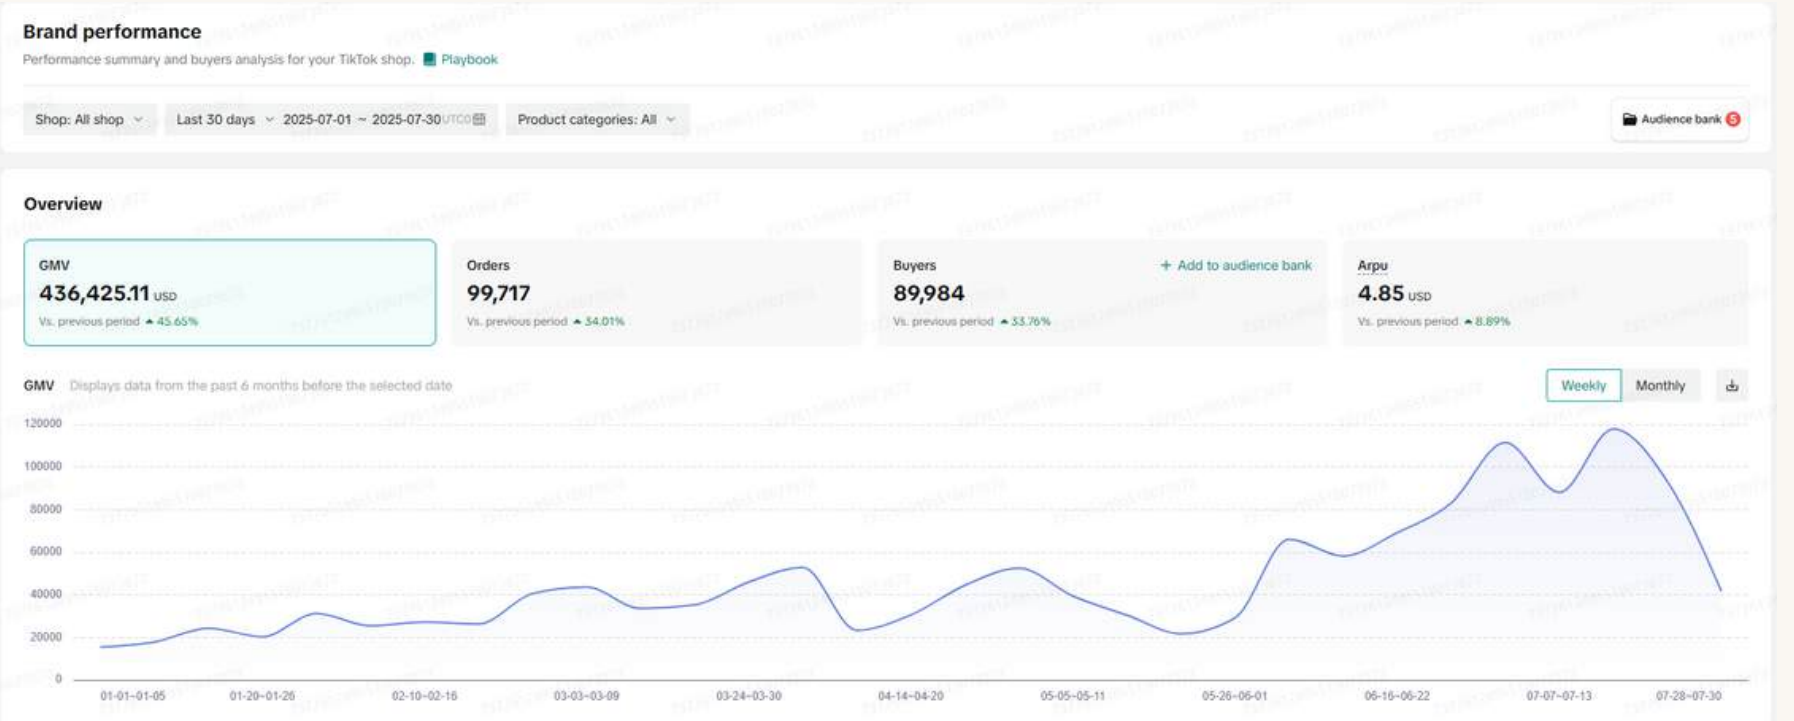 Brand performance
Performance summary and buyers analysis for your TikTok shop. Playbook
Shop: All shop Last 30 days 2025-07-01 ~ 2025-07-30 UTC0 Product categories: All Audience bank 5
Overview
GMV
436,425.11 USD
Vs. previous period 45.65%
Orders
99,717
Vs. previous period 34.01%
Buyers + Add to audience bank
89,984
Vs. previous period 33.76%
Arpu
4.85 USD
Vs. previous period 8.89%
GMV Displays data from the past 6 months before the selected date Weekly Monthly
120000
100000
80000
60000
40000
20000
0
01-01~01-05 01-20~01-26 02-10~02-16 03-03~03-09 03-24~03-30 04-14~04-20 05-05~05-11 05-26~06-01 06-16~06-22 07-07~07-13 07-28~07-30